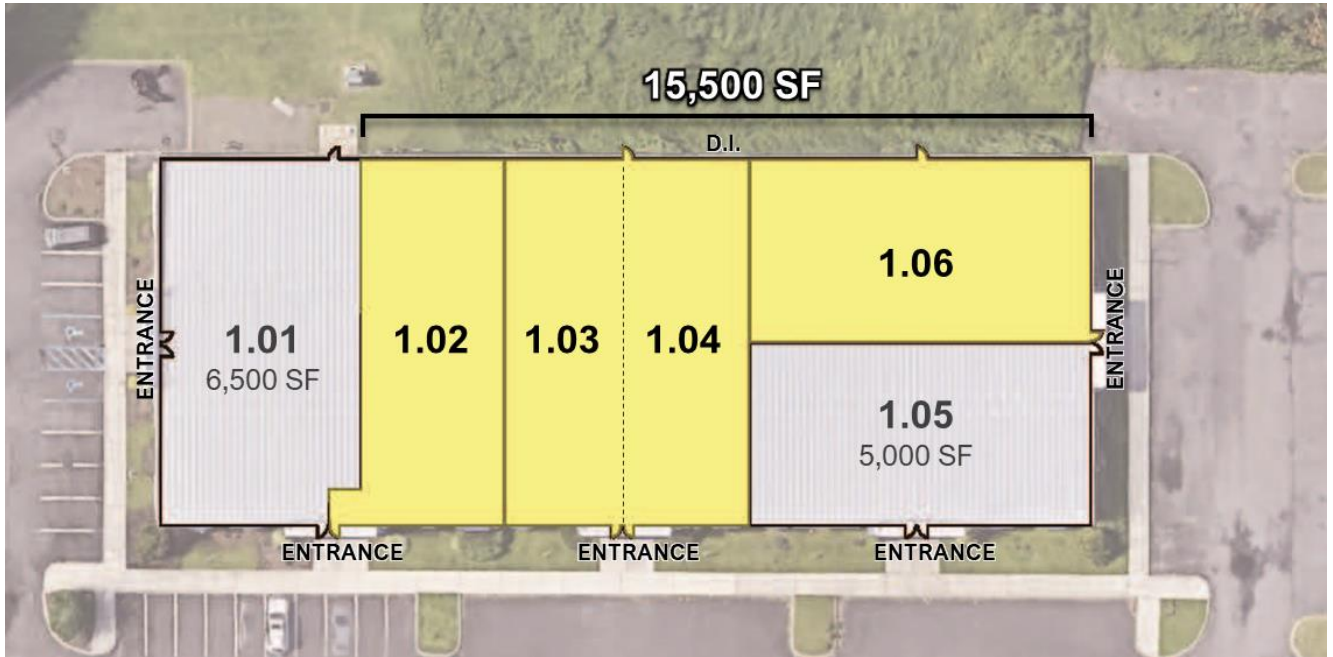 15,500 SF
D.I.
1.06
ENTRANCE
ENTRANCE
1.01
6,500 SF
1.02
1.03
1.04
1.05
5,000 SF
ENTRANCE
ENTRANCE
ENTRANCE